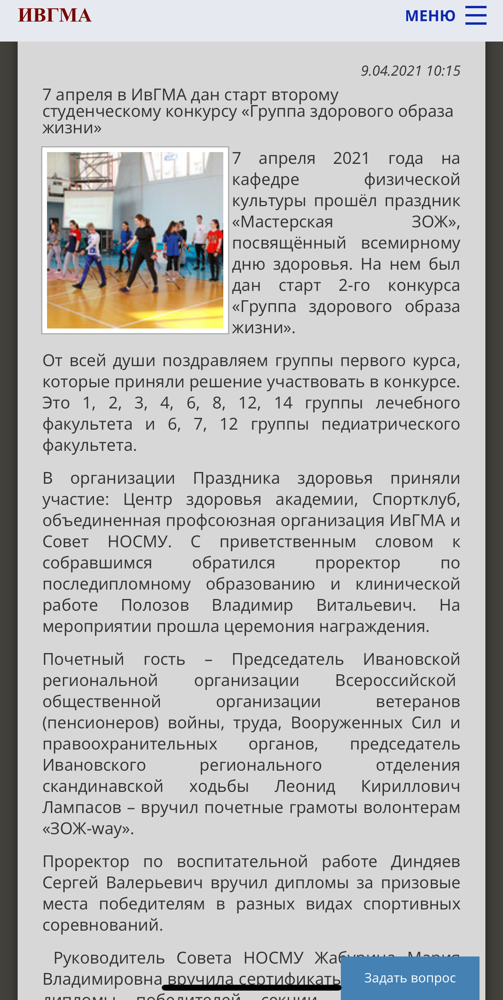 ИВГМА
МЕНЮ
9.04.2021 10:15
7 апреля в ИвГМА дан старт второму
студенческому конкурсу «Группа здорового образа
жизни»
7 апреля 2021 года на
кафедре физической
культуры прошёл праздник
«Мастерская ЗОЖ»,
посвящённый всемирному
дню здоровья. На нем был
дан старт 2-го конкурса
«Группа здорового образа
жизни».
От всей души поздравляем группы первого курса,
которые приняли решение участвовать в конкурсе.
Это 1, 2, 3, 4, 6, 8, 12, 14 группы лечебного
факультета и 6, 7, 12 группы педиатрического
факультета.
В организации Праздника здоровья приняли
участие: Центр здоровья академии, Спортклуб,
объединенная профсоюзная организация ИвГМА и
Совет НОСМУ. С приветственным словом к
собравшимся обратился проректор по
последипломному образованию и клинической
работе Полозов Владимир Витальевич. На
мероприятии прошла церемония награждения.
Почетный гость – Председатель Ивановской
региональной организации Всероссийской
общественной организации ветеранов
(пенсионеров) войны, труда, Вооруженных Сил и
правоохранительных органов, председатель
Ивановского регионального отделения
скандинавской ходьбы Леонид Кириллович
Лампасов – вручил почетные грамоты волонтерам
«ЗОЖ-way».
Проректор по воспитательной работе Диндяев
Сергей Валерьевич вручил дипломы за призовые
места победителям в разных видах спортивных
соревнований.
Руководитель Совета НОСМУ Жабурина Мария
Владимировна вручила сертификаты
дипломы победителей секции
Задать вопрос